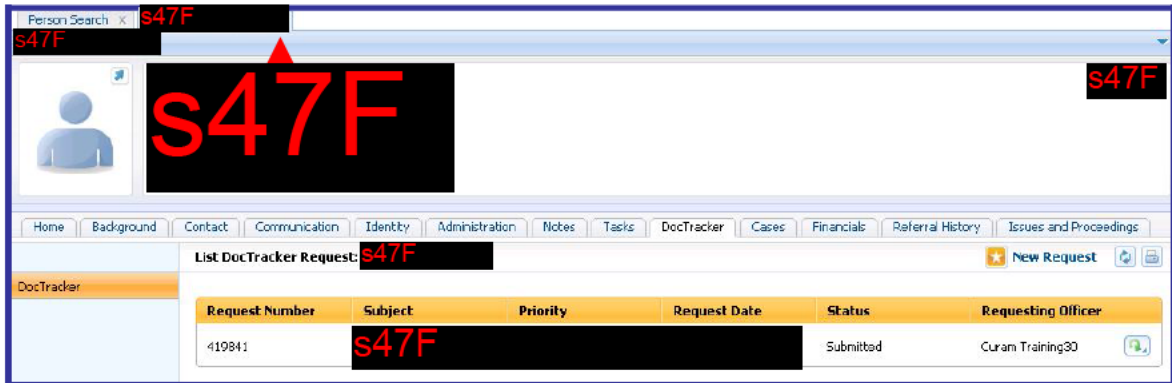 Person Search x s47F
s47F
s47F s47F
Home Background Contact Communication Identity Administration Notes Tasks DocTracker Cases Financials Referral History Issues and Proceedings
List DocTracker Request: s47F New Request
DocTracker
Request Number Subject Priority Request Date Status Requesting Officer
419841 s47F Submitted Curam Training30